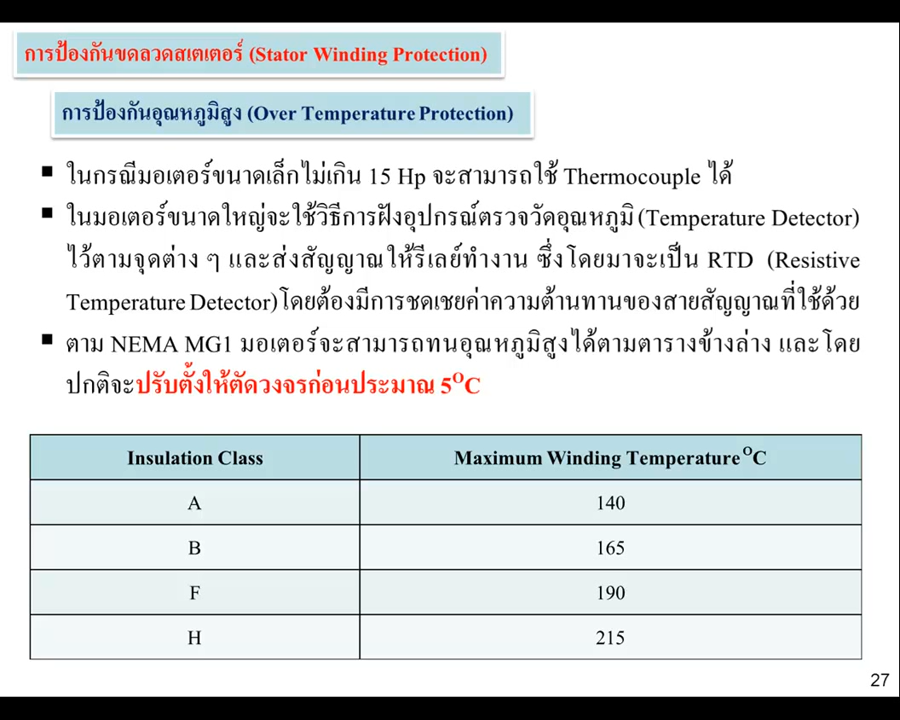 การป้องกันขดลวดสเตเตอร์ (Stator Winding Protection)
การป้องกันอุณหภูมิสูง (Over Temperature Protection)
▪ ในกรณีมอเตอร์ขนาดเล็กไม่เกิน 15 Hp จะสามารถใช้ Thermocouple ได้
▪ ในมอเตอร์ขนาดใหญ่จะใช้วิธีการฝังอุปกรณ์ตรวจวัดอุณหภูมิ (Temperature Detector)
ไว้ตามจุดต่าง ๆ และส่งสัญญาณให้รีเลย์ทำงาน ซึ่งโดยมาจะเป็น RTD (Resistive
Temperature Detector) โดยต้องมีการชดเชยค่าความต้านทานของสายสัญญาณที่ใช้ด้วย
▪ ตาม NEMA MG1 มอเตอร์จะสามารถทนอุณหภูมิสูงได้ตามตารางข้างล่าง และโดย
ปกติจะปรับตั้งให้ตัดวงจรก่อนประมาณ 5°C
Insulation Class Maximum Winding Temperature °C
A 140
B 165
F 190
H 215
27